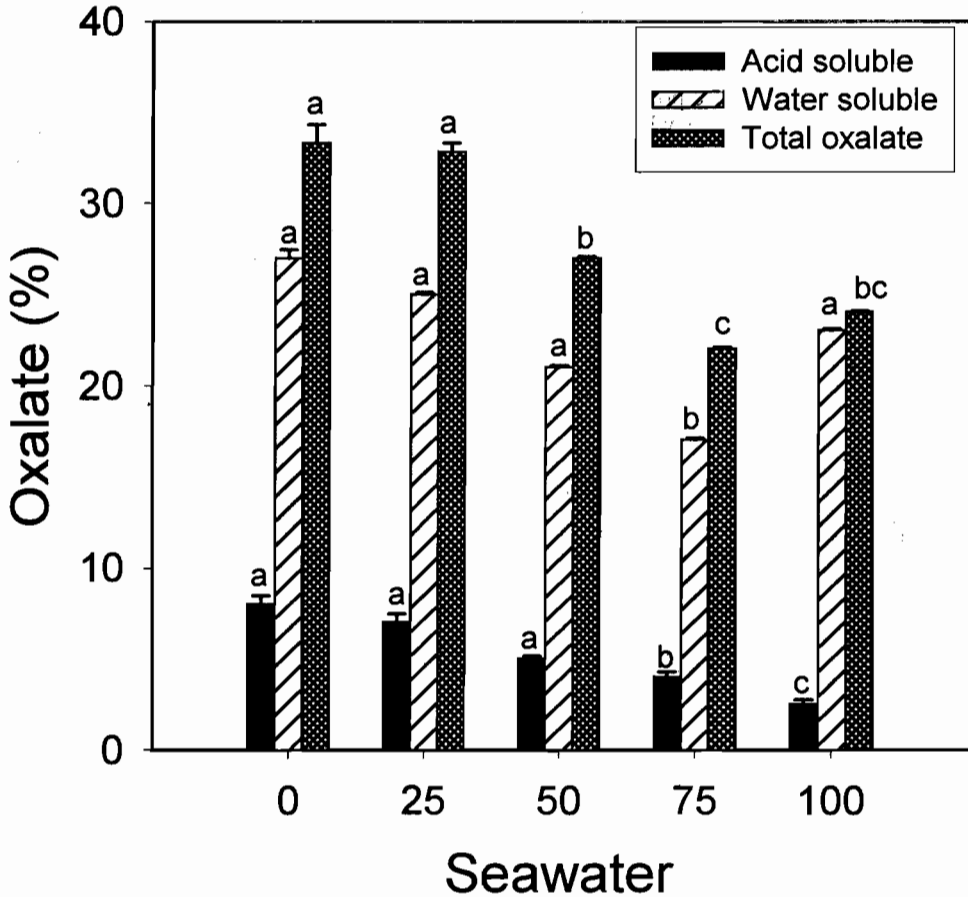 40
30
20
10
0
Oxalate (%)
Acid soluble
Water soluble
Total oxalate
a a a
a a a
a a b
b b c
c a bc
0 25 50 75 100
Seawater